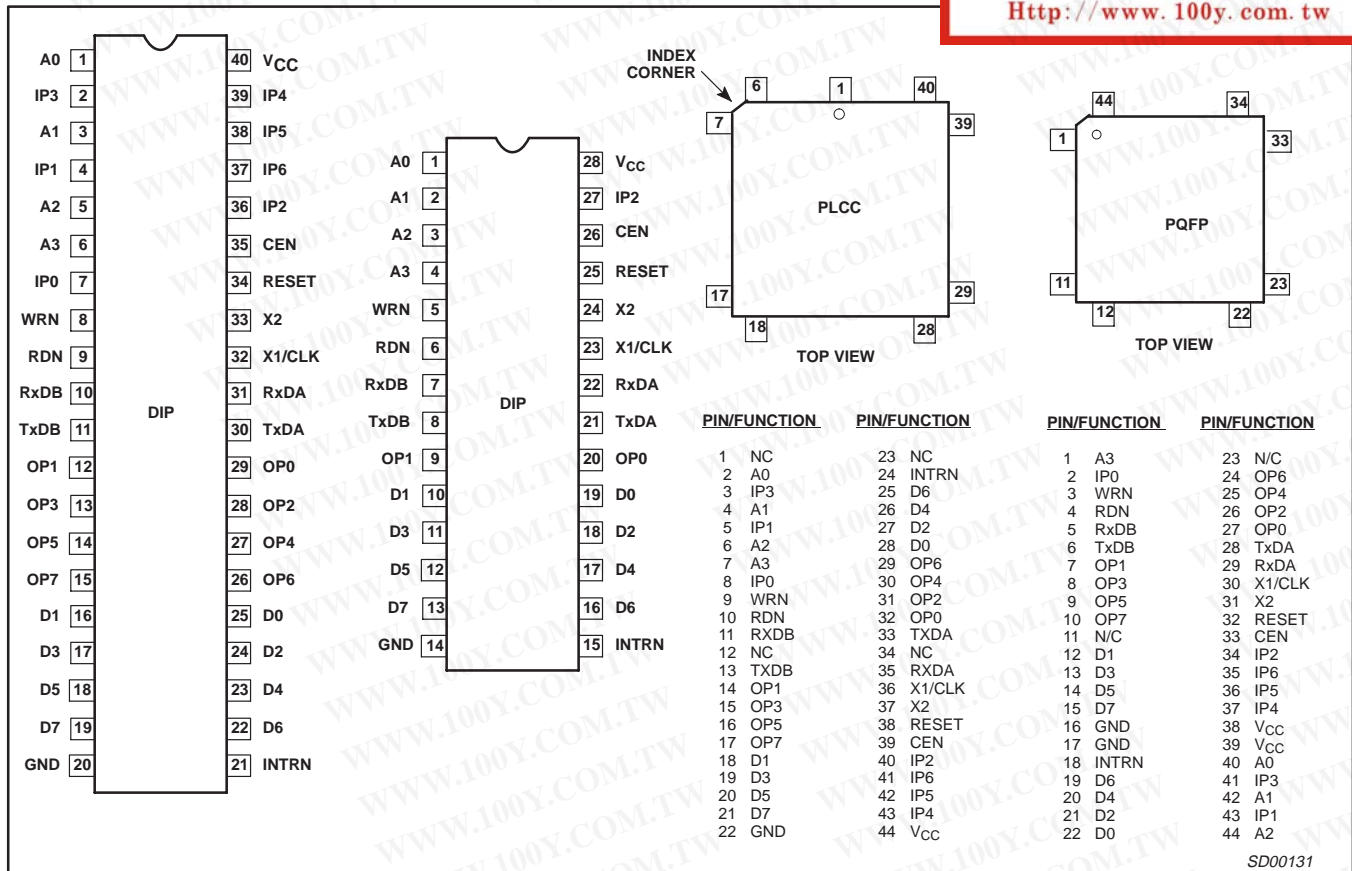 Http://www.100y.com.tw
A0 1
IP3 2
A1 3
IP1 4
A2 5
A3 6
IP0 7
WRN 8
RDN 9
RxDB 10
TxDB 11
OP1 12
OP3 13
OP5 14
OP7 15
D1 16
D3 17
D5 18
D7 19
GND 20
DIP
40 VCC
39 IP4
38 IP5
37 IP6
36 IP2
35 CEN
34 RESET
33 X2
32 X1/CLK
31 RxDA
30 TxDA
29 OP0
28 OP2
27 OP4
26 OP6
25 D0
24 D2
23 D4
22 D6
21 INTRN
A0 1
A1 2
A2 3
A3 4
WRN 5
RDN 6
RxDB 7
TxDB 8
OP1 9
D1 10
D3 11
D5 12
D7 13
GND 14
DIP
28 VCC
27 IP2
26 CEN
25 RESET
24 X2
23 X1/CLK
22 RxDA
21 TxDA
20 OP0
19 D0
18 D2
17 D4
16 D6
15 INTRN
INDEX
CORNER
6 1 40
7 39
PLCC
17 29
18 28
TOP VIEW
44 34
1 33
PQFP
11 23
12 22
TOP VIEW
PIN/FUNCTION
1 NC
2 A0
3 IP3
4 A1
5 IP1
6 A2
7 A3
8 IP0
9 WRN
10 RDN
11 RXDB
12 NC
13 TXDB
14 OP1
15 OP3
16 OP5
17 OP7
18 D1
19 D3
20 D5
21 D7
22 GND
PIN/FUNCTION
23 NC
24 INTRN
25 D6
26 D4
27 D2
28 D0
29 OP6
30 OP4
31 OP2
32 OP0
33 TXDA
34 NC
35 RXDA
36 X1/CLK
37 X2
38 RESET
39 CEN
40 IP2
41 IP6
42 IP5
43 IP4
44 VCC
PIN/FUNCTION
1 A3
2 IP0
3 WRN
4 RDN
5 RxDB
6 TxDB
7 OP1
8 OP3
9 OP5
10 OP7
11 N/C
12 D1
13 D3
14 D5
15 D7
16 GND
17 GND
18 INTRN
19 D6
20 D4
21 D2
22 D0
PIN/FUNCTION
23 N/C
24 OP6
25 OP4
26 OP2
27 OP0
28 TxDA
29 RxDA
30 X1/CLK
31 X2
32 RESET
33 CEN
34 IP2
35 IP6
36 IP5
37 IP4
38 VCC
39 VCC
40 A0
41 IP3
42 A1
43 IP1
44 A2
SD00131
WWW.100Y.COM.TW